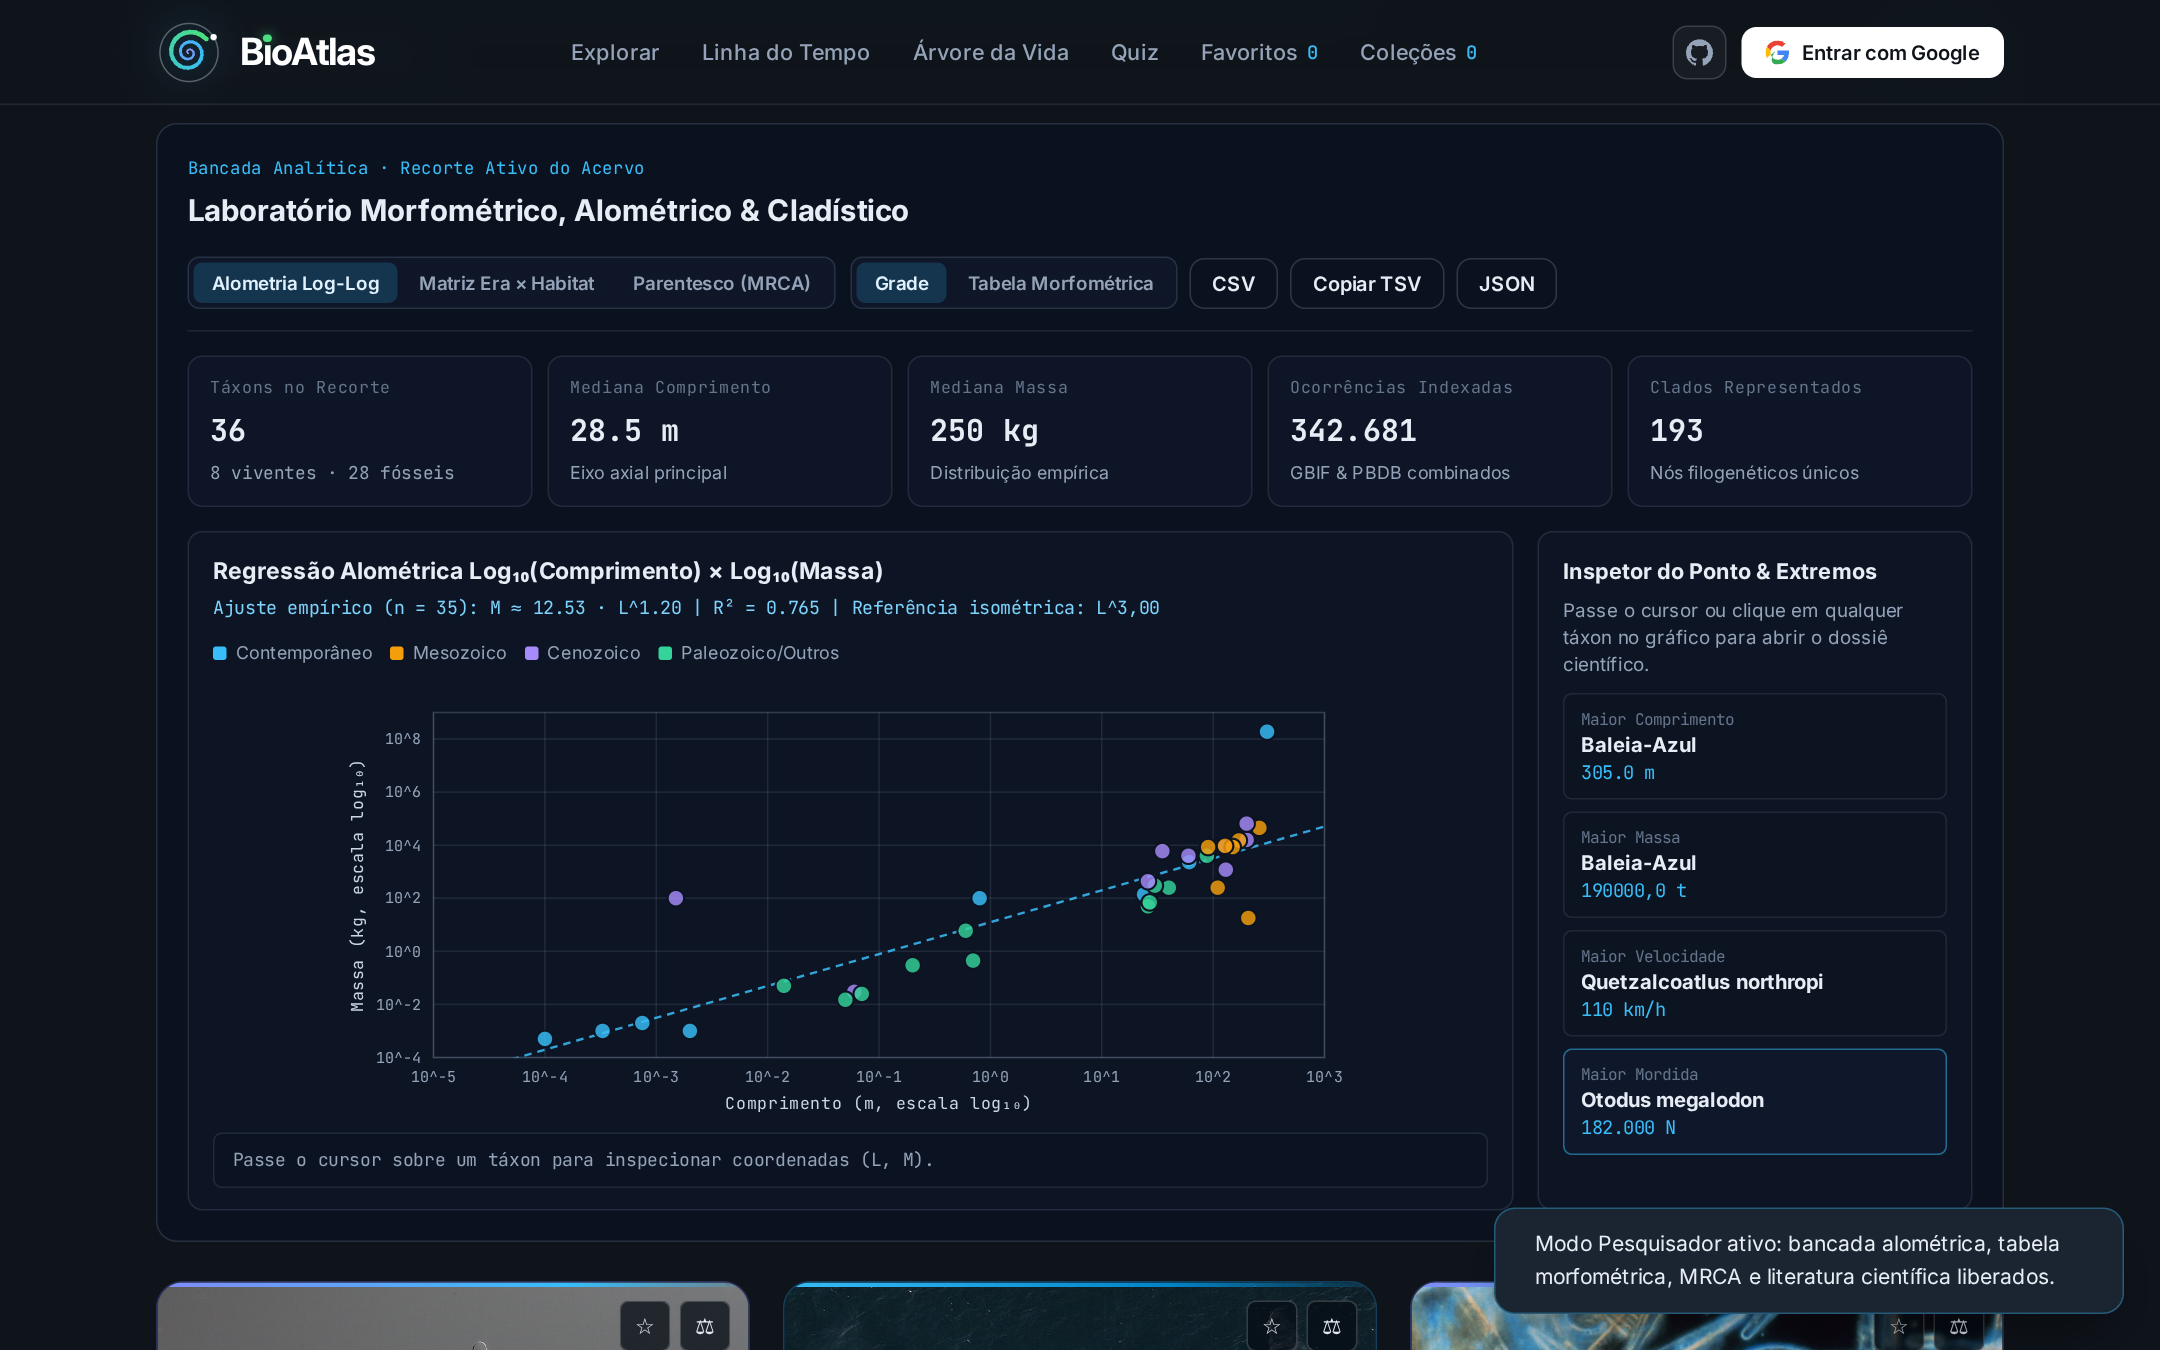 BioAtlas
Explorar
Linha do Tempo
Árvore da Vida
Quiz
Favoritos 0
Coleções 0
Entrar com Google
Bancada Analítica · Recorte Ativo do Acervo
Laboratório Morfométrico, Alométrico & Cladístico
Alometria Log-Log
Matriz Era × Habitat
Parentesco (MRCA)
Grade
Tabela Morfométrica
CSV
Copiar TSV
JSON
Táxons no Recorte
36
8 viventes · 28 fósseis
Mediana Comprimento
28.5 m
Eixo axial principal
Mediana Massa
250 kg
Distribuição empírica
Ocorrências Indexadas
342.681
GBIF & PBDB combinados
Clados Representados
193
Nós filogenéticos únicos
Regressão Alométrica Log₁₀(Comprimento) × Log₁₀(Massa)
Ajuste empírico (n = 35): M ≈ 12.53 · L^1.20 | R² = 0.765 | Referência isométrica: L^3,00
Contemporâneo
Mesozoico
Cenozoico
Paleozoico/Outros
10^8
10^6
10^4
10^2
10^0
10^-2
10^-4
Massa (kg, escala log₁₀)
10^-5
10^-4
10^-3
10^-2
10^-1
10^0
10^1
10^2
10^3
Comprimento (m, escala log₁₀)
Passe o cursor sobre um táxon para inspecionar coordenadas (L, M).
Inspetor do Ponto & Extremos
Passe o cursor ou clique em qualquer
táxon no gráfico para abrir o dossiê
científico.
Maior Comprimento
Baleia-Azul
305.0 m
Maior Massa
Baleia-Azul
190000,0 t
Maior Velocidade
Quetzalcoatlus northropi
110 km/h
Maior Mordida
Otodus megalodon
182.000 N
Modo Pesquisador ativo: bancada alométrica, tabela
morfométrica, MRCA e literatura científica liberados.